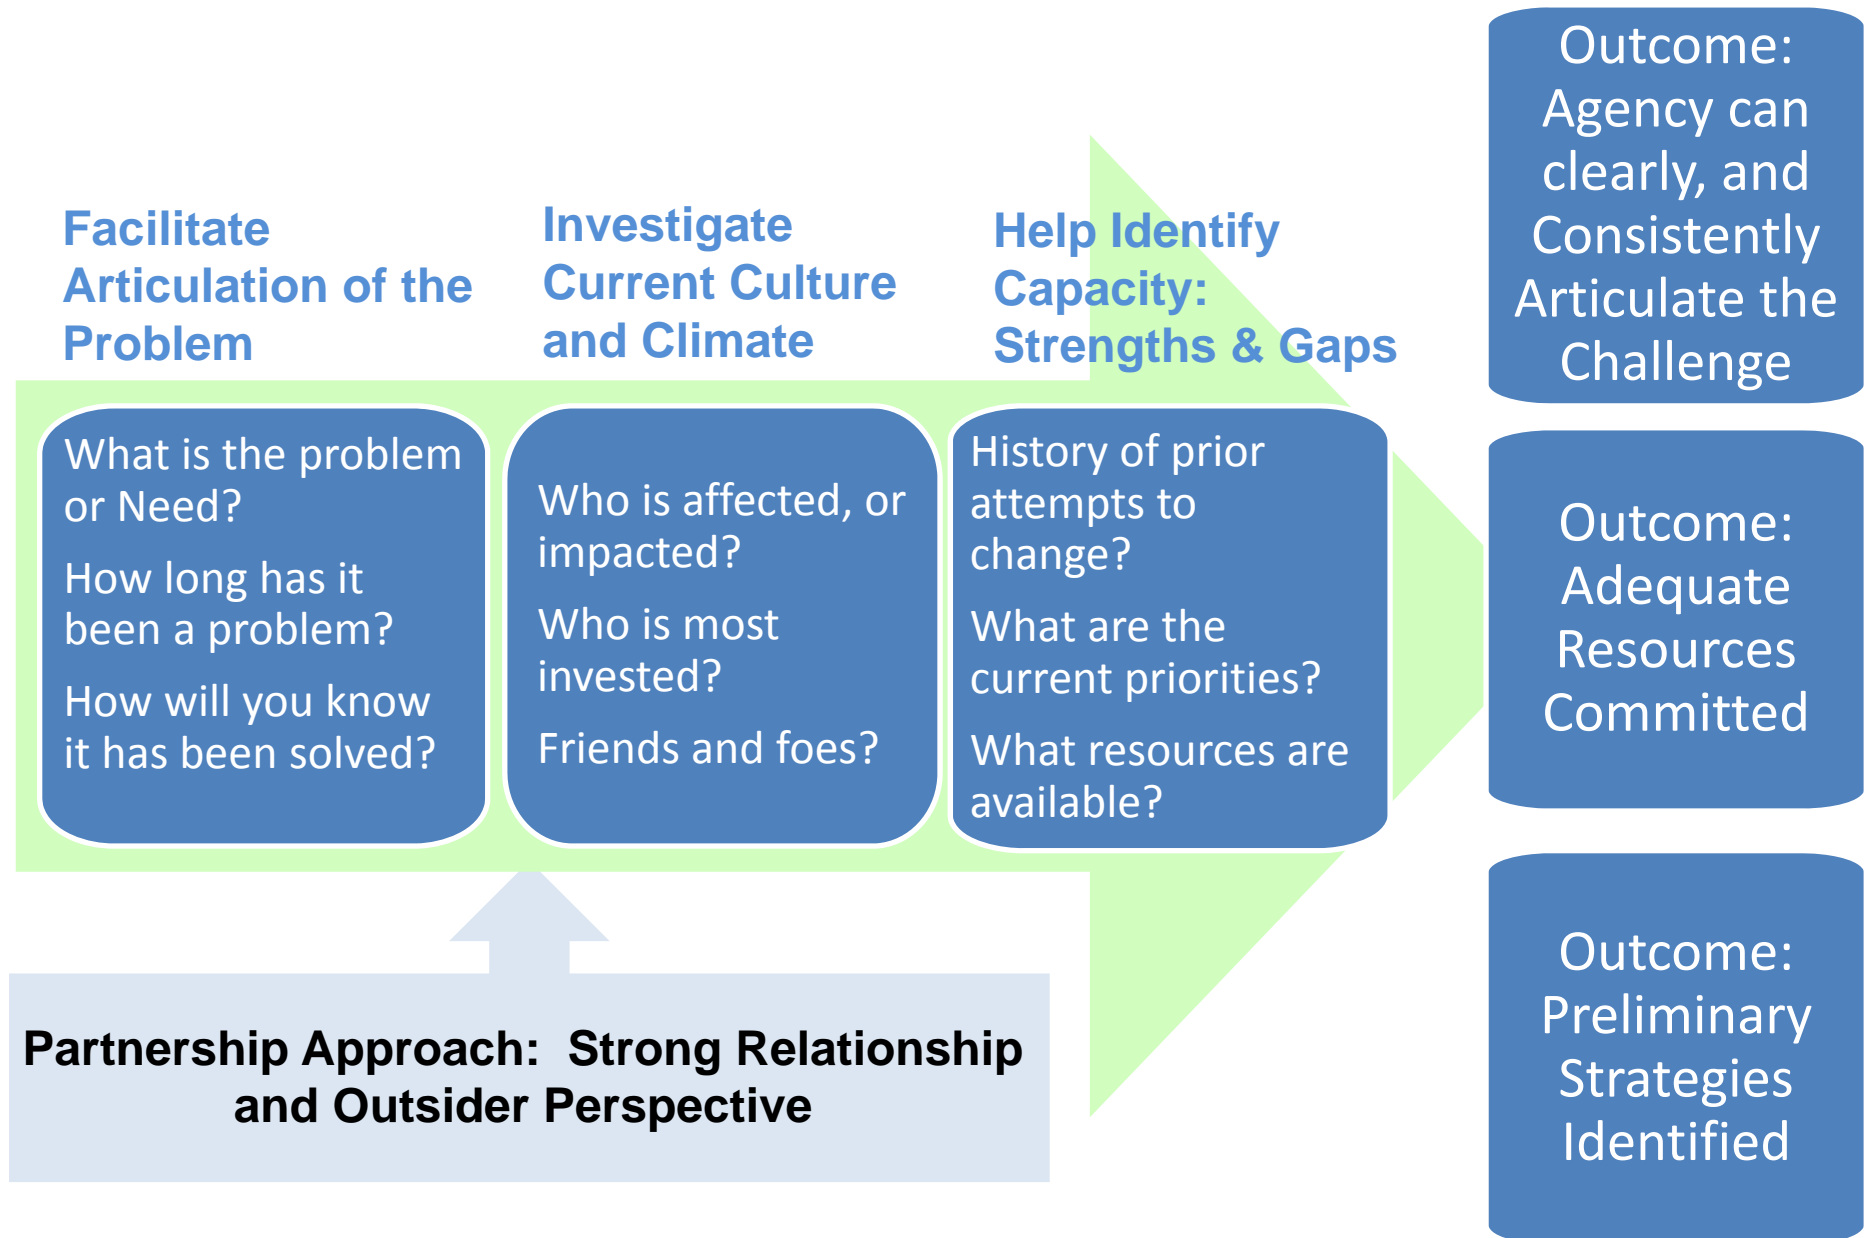 Facilitate
Articulation of the
Problem
What is the problem
or Need?
How long has it
been a problem?
How will you know
it has been solved?
Investigate
Current Culture
and Climate
Who is affected, or
impacted?
Who is most
invested?
Friends and foes?
Help Identify
Capacity:
Strengths & Gaps
History of prior
attempts to
change?
What are the
current priorities?
What resources are
available?
Partnership Approach:  Strong Relationship
and Outsider Perspective
Outcome:
Agency can
clearly, and
Consistently
Articulate the
Challenge
Outcome:
Adequate
Resources
Committed
Outcome:
Preliminary
Strategies
Identified